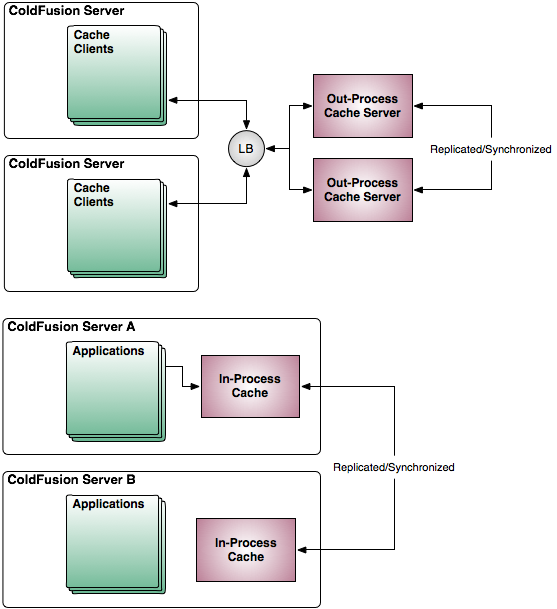 ColdFusion Server
Cache
Clients
Out-Process
Cache Server
LB
Replicated/Synchronized
ColdFusion Server
Cache
Clients
Out-Process
Cache Server
ColdFusion Server A
Applications
In-Process
Cache
Replicated/Synchronized
ColdFusion Server B
Applications
In-Process
Cache